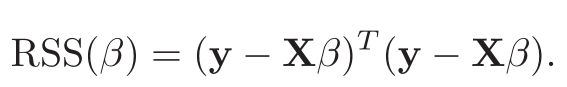 RSS(β) = (𝐲 − 𝐗β)ᵀ(𝐲 − 𝐗β).